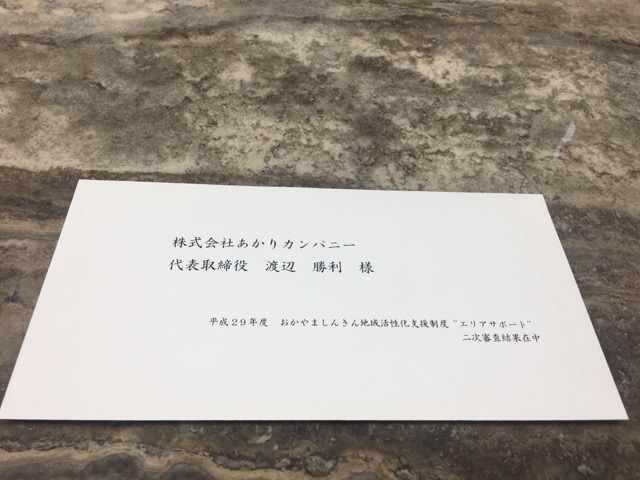 株式会社あかりカンパニー
代表取締役　渡辺　勝利　様
平成２９年度　おかやましんきん地域活性化支援制度“エリアサポート”
二次審査結果在中